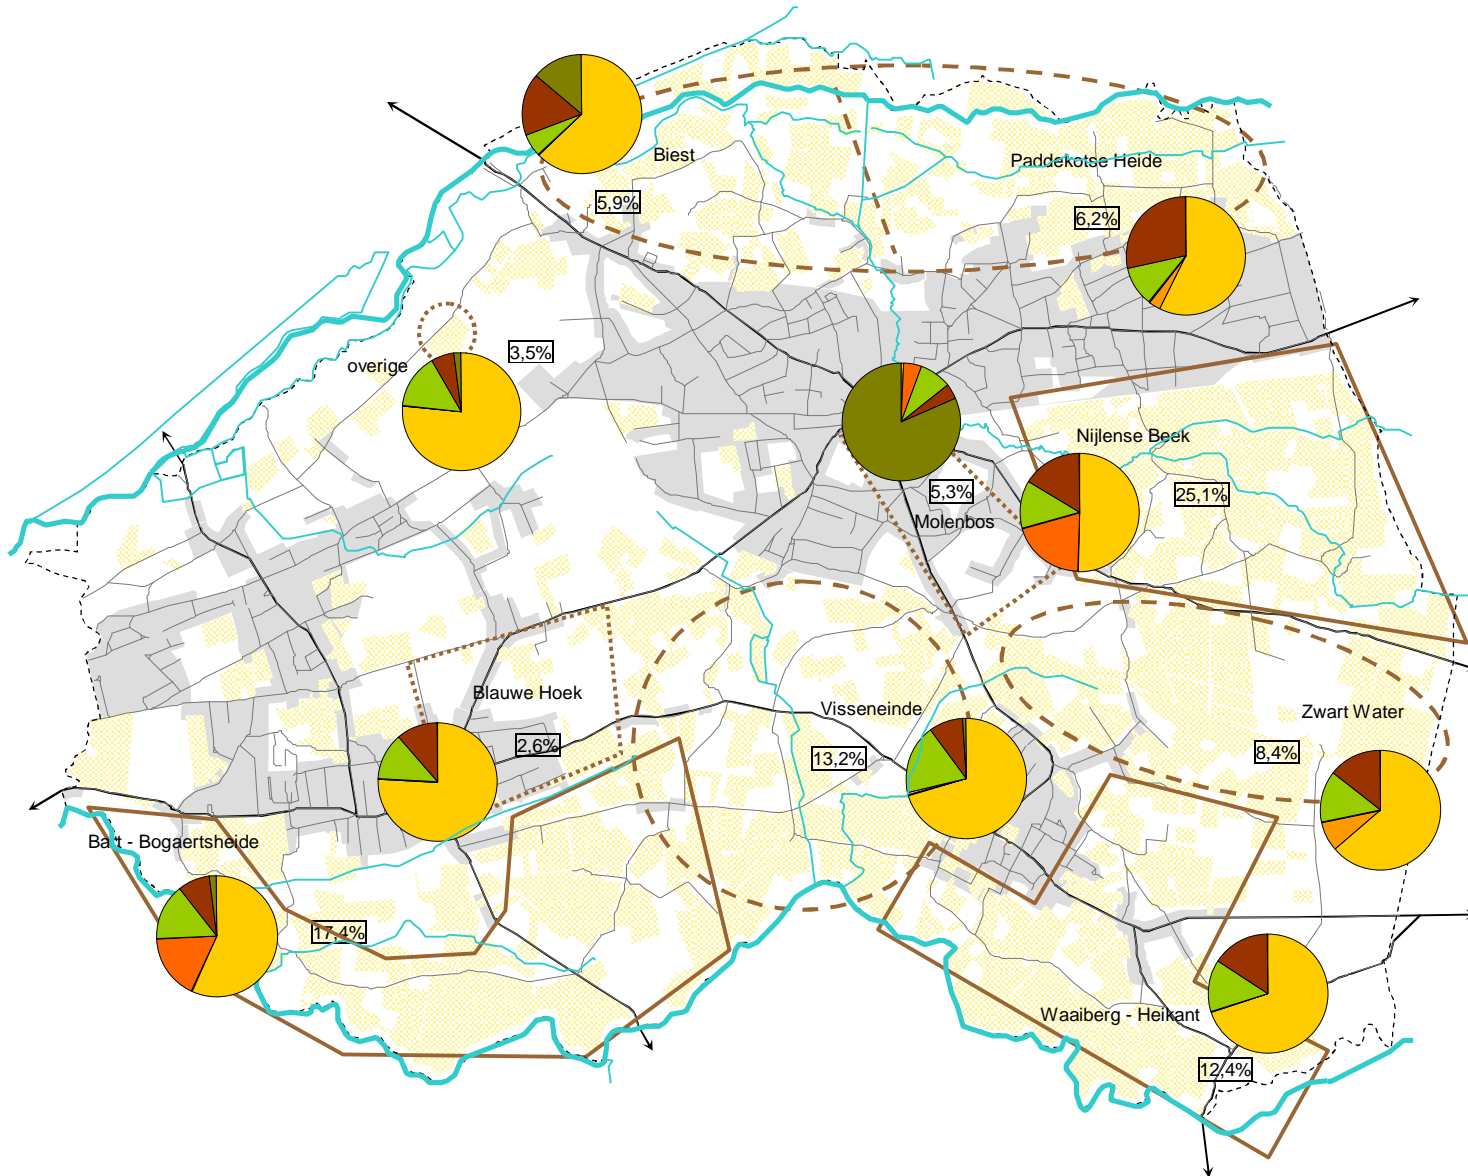 Biest
Paddekotse Heide
5,9%
6,2%
overige
3,5%
Nijlense Beek
5,3%
25,1%
Molenbos
Blauwe Hoek
Visseneinde
Zwart Water
2,6%
13,2%
8,4%
Bart - Bogaertsheide
17,4%
Waaiberg - Heikant
12,4%